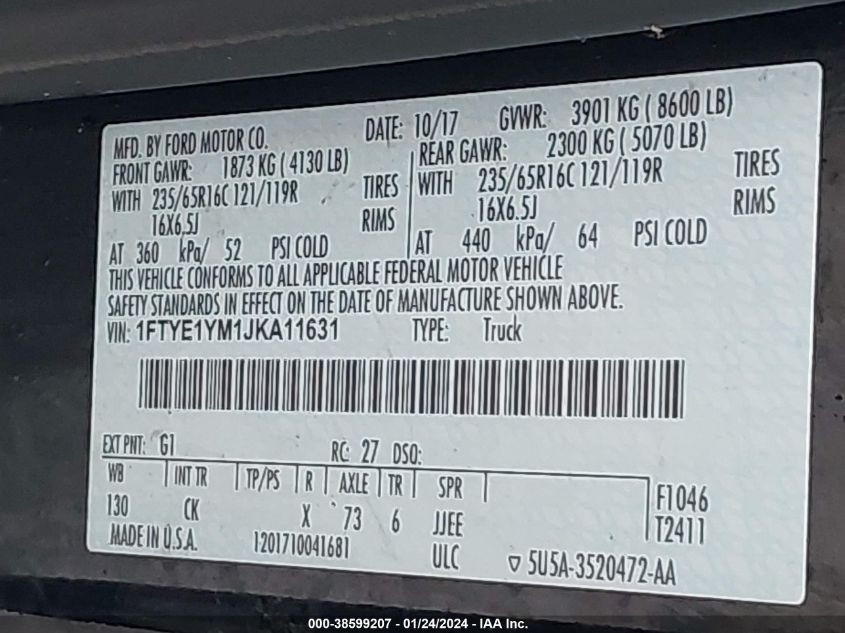 MFD. BY FORD MOTOR CO. DATE: 10/17 GVWR: 3901 KG ( 8600 LB)
FRONT GAWR: 1873 KG ( 4130 LB) REAR GAWR: 2300 KG ( 5070 LB)
WITH 235/65R16C 121/119R TIRES WITH 235/65R16C 121/119R TIRES
16X6.5J RIMS 16X6.5J RIMS
AT 360 kPa/ 52 PSI COLD AT 440 kPa/ 64 PSI COLD
THIS VEHICLE CONFORMS TO ALL APPLICABLE FEDERAL MOTOR VEHICLE
SAFETY STANDARDS IN EFFECT ON THE DATE OF MANUFACTURE SHOWN ABOVE.
VIN: 1FTYE1YM1JKA11631 TYPE: Truck
EXT PNT: G1 RC: 27 DSO:
WB INT TR TP/PS R AXLE TR SPR F1046
130 CK X 73 6 JJEE T2411
MADE IN U.S.A. 1201710041681 ULC 5U5A-3520472-AA
000-38599207 - 01/24/2024 - IAA Inc.